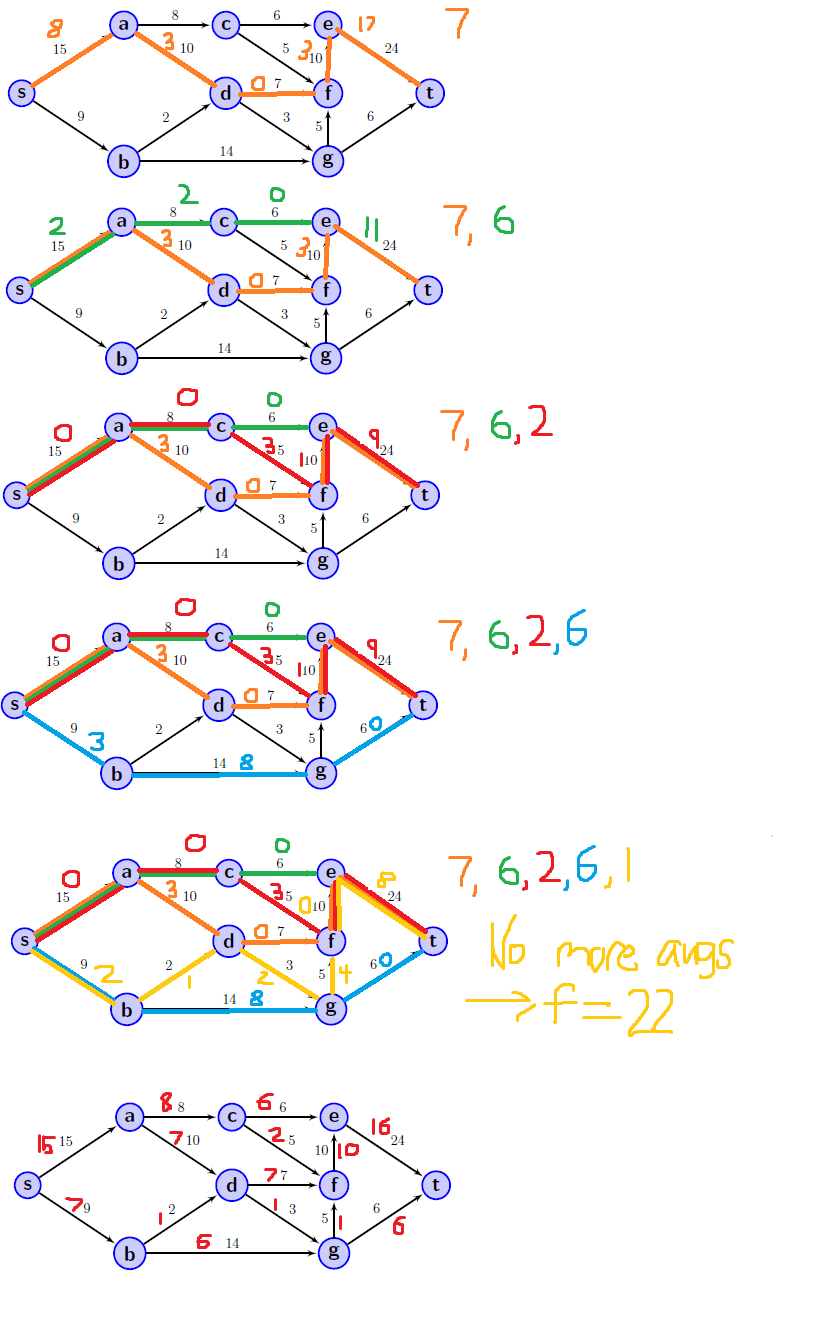 8 a 8 c 6 e 17 7
15 3 10 5 3 10 24
s d 0 7 f t
9 2 3 5 6
b 14 g
2 0
2 a 8 c 6 e 11 7, 6
15 3 10 5 3 10 24
s d 0 7 f t
9 2 3 5 6
b 14 g
0 0
0 a 8 c 6 e 9 7, 6, 2
15 3 10 3 5 1 10 24
s d 0 7 f t
9 2 3 5 6
b 14 g
0 0
0 a 8 c 6 e 9 7, 6, 2, 6
15 3 10 3 5 1 10 24
s d 0 7 f t
9 3 2 3 5 6 0
b 14 8 g
0 0
0 a 8 c 6 e 8 7, 6, 2, 6, 1
15 3 10 3 5 0 10 24
s d 0 7 f t No more augs
9 2 2 1 3 2 5 4 6 0
b 14 8 g → f = 22
a 8 8 c 6 6 e 16
15 15 7 10 2 5 10 10 24
s d 7 7 f t
7 9 1 2 1 3 5 1 6 6
b 6 14 g